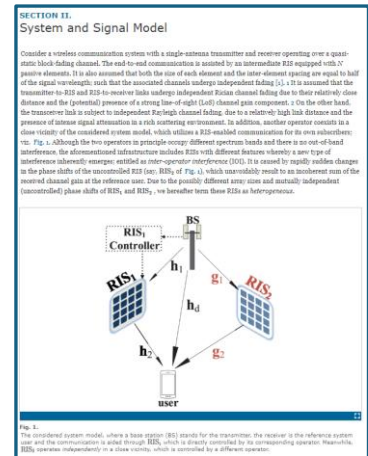 SECTION II.
System and Signal Model
Consider a wireless communication system with a single-antenna transmitter and receiver operating over a quasi-
static block-fading channel. The end-to-end communication is assisted by an intermediate RIS equipped with N
passive elements. It is also assumed that both the size of each element and the inter-element spacing are equal to half
of the signal wavelength; such that the associated channels undergo independent fading [1]. 1 It is assumed that the
transmitter-to-RIS and RIS-to-receiver links undergo independent Rician channel fading due to their relatively close
distance and the (potential) presence of a strong line-of-sight (LoS) channel gain component. 2 On the other hand,
the transceiver link is subject to independent Rayleigh channel fading, due to a relatively high link distance and the
presence of intense signal attenuation in a rich scattering environment. In addition, another operator coexists in a
close vicinity of the considered system model, which utilizes a RIS-enabled communication for its own subscribers;
viz. Fig. 1. Although the two operators in principle occupy different spectrum bands and there is no out-of-band
interference, the aforementioned infrastructure includes RISs with different features whereby a new type of
interference inherently emerges; entitled as inter-operator interference (IOI). It is caused by rapidly sudden changes
in the phase shifts of the uncontrolled RIS (say, RIS₂ of Fig. 1), which unavoidably result to an incoherent sum of the
received channel gain at the reference user. Due to the possibly different array sizes and mutually independent
(uncontrolled) phase shifts of RIS₁ and RIS₂, we hereafter term these RISs as heterogeneous.
BS
RIS₁
Controller
h₁
g₁
RIS₁
RIS₂
h_d
h₂
g₂
user
Fig. 1.
The considered system model, where a base station (BS) stands for the transmitter, the receiver is the reference system
user and the communication is aided through RIS₁ which is directly controlled by its corresponding operator. Meanwhile,
RIS₂ operates independently in a close vicinity, which is controlled by a different operator.